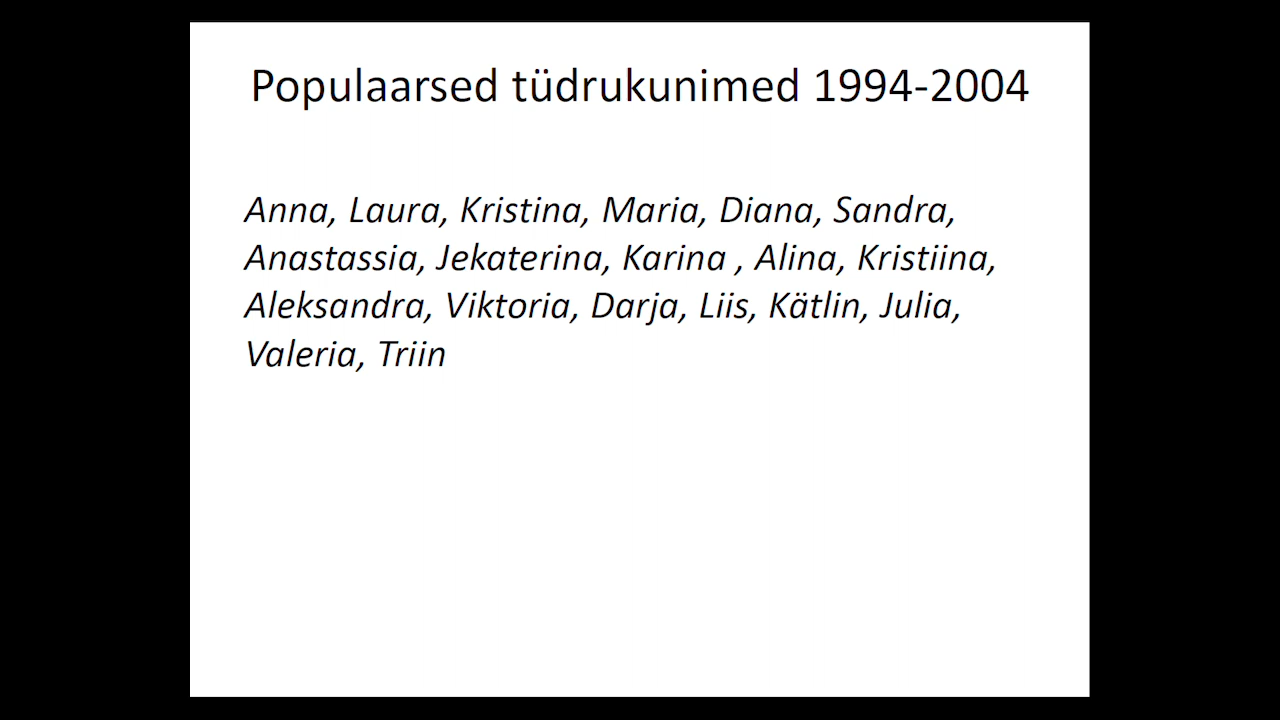 Populaarsed tüdrukunimed 1994-2004
Anna, Laura, Kristina, Maria, Diana, Sandra,
Anastassia, Jekaterina, Karina , Alina, Kristiina,
Aleksandra, Viktoria, Darja, Liis, Kätlin, Julia,
Valeria, Triin